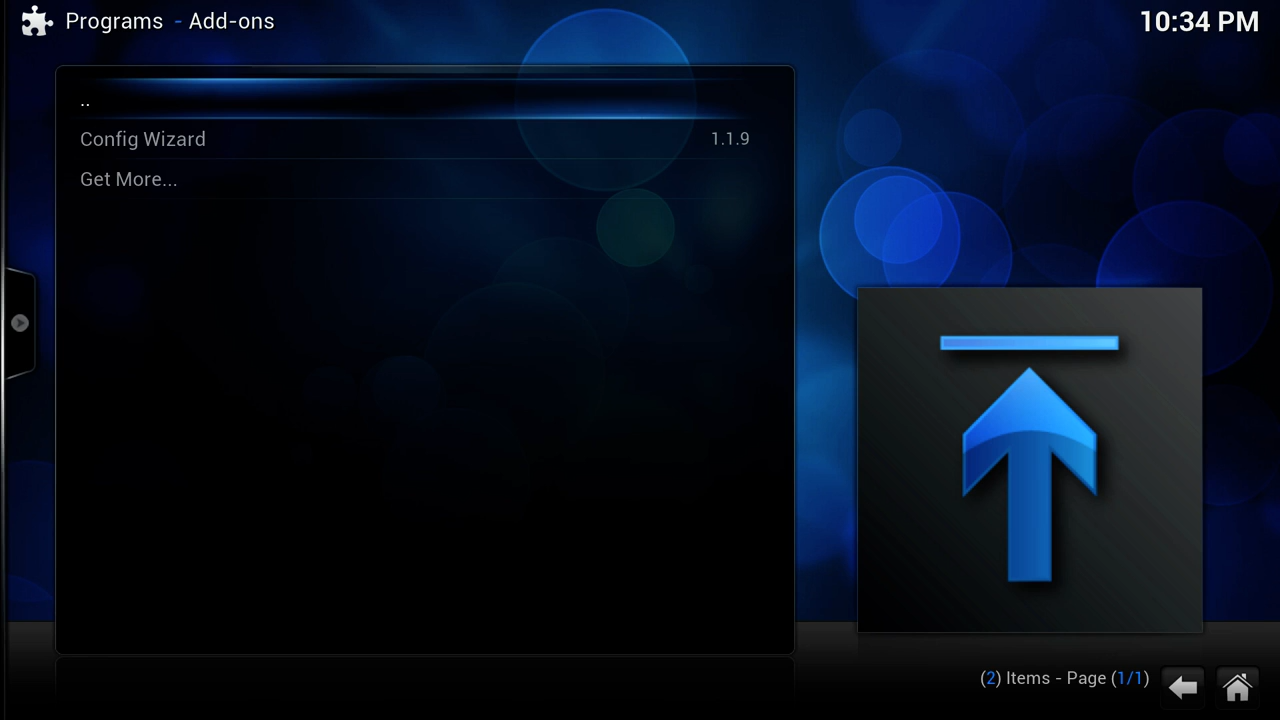 Programs - Add-ons
10:34 PM
..
Config Wizard 1.1.9
Get More...
(2) Items - Page (1/1)